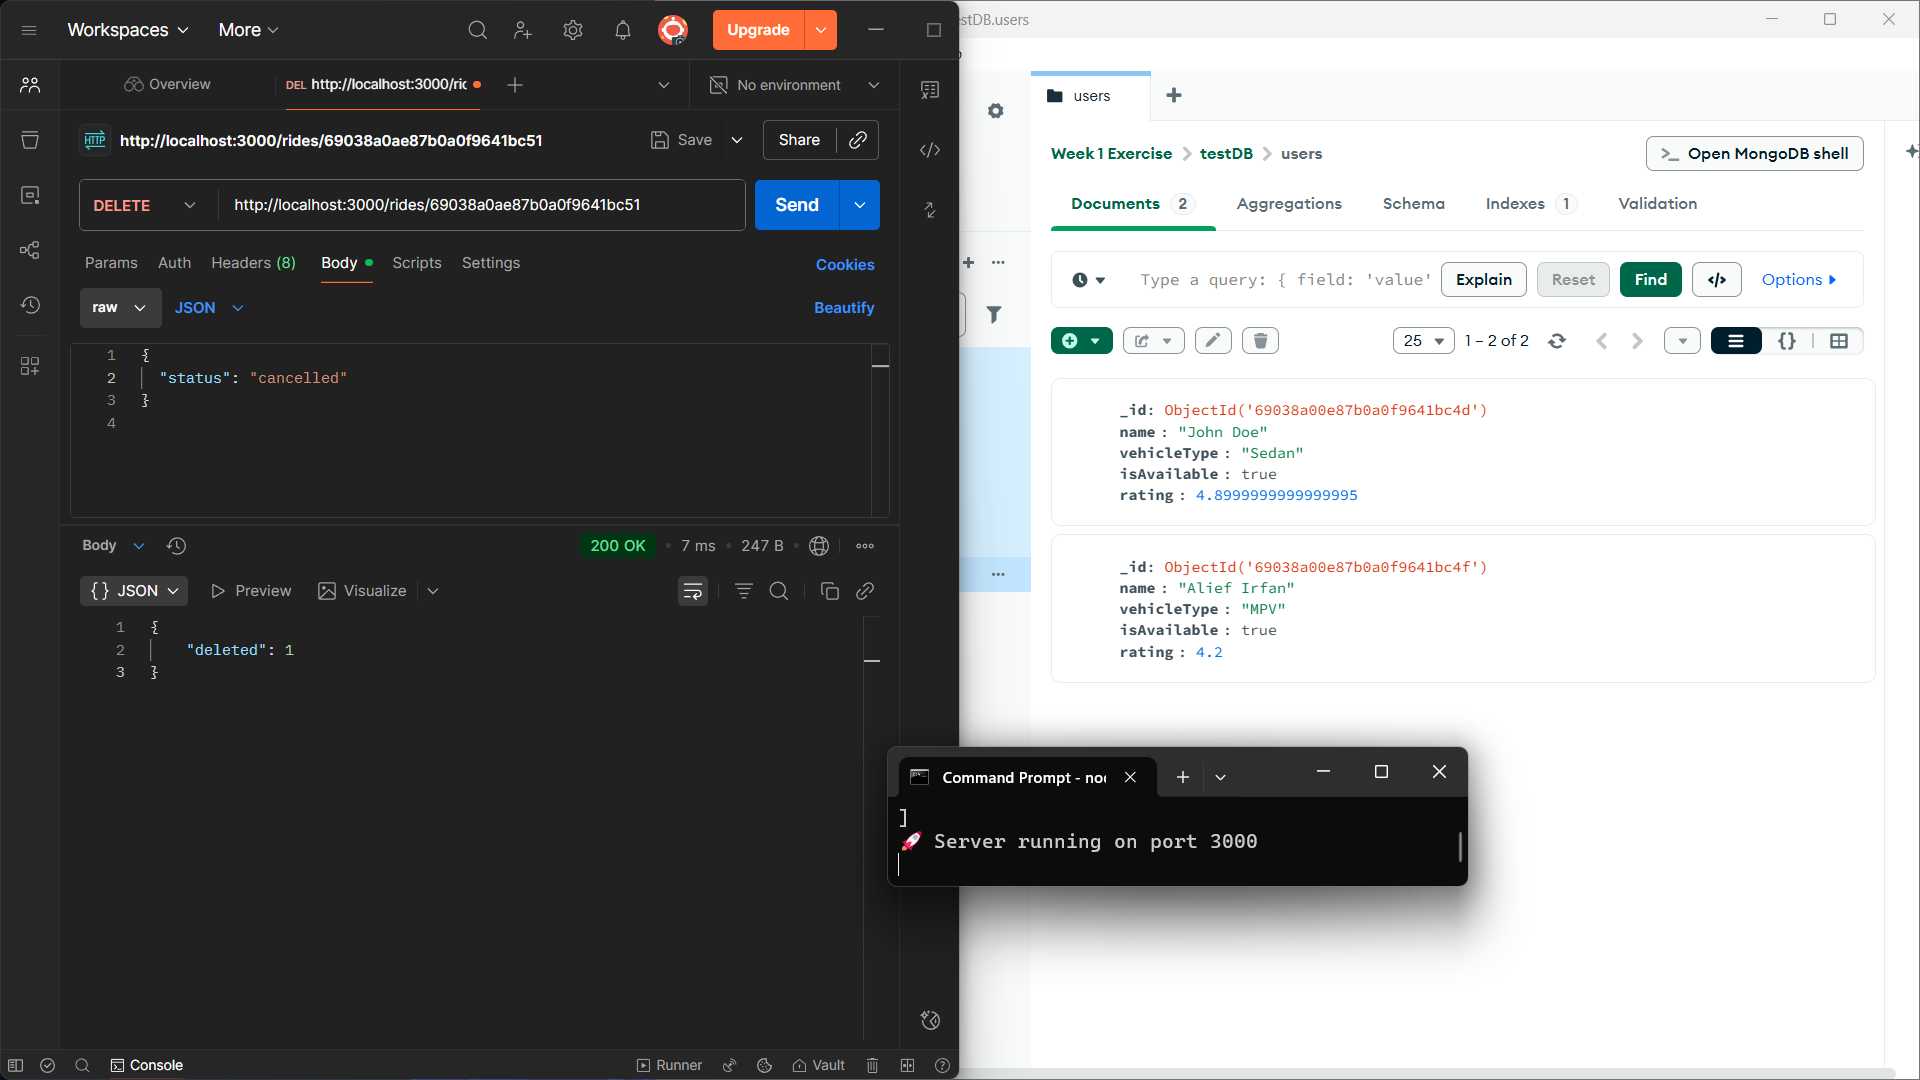 Workspaces
More
Upgrade
Overview
DEL http://localhost:3000/ric
No environment
HTTP
http://localhost:3000/rides/69038a0ae87b0a0f9641bc51
Save
Share
DELETE
http://localhost:3000/rides/69038a0ae87b0a0f9641bc51
Send
Params
Auth
Headers (8)
Body
Scripts
Settings
Cookies
raw
JSON
Beautify
1 {
2 "status": "cancelled"
3 }
4
Body
200 OK
7 ms
247 B
{} JSON
Preview
Visualize
1 {
2 "deleted": 1
3 }
Console
Runner
Vault
stDB.users
users
Week 1 Exercise
testDB
users
>_ Open MongoDB shell
Documents 2
Aggregations
Schema
Indexes 1
Validation
Type a query: { field: 'value'
Explain
Reset
Find
</>
Options
25
1 – 2 of 2
{}
_id: ObjectId('69038a00e87b0a0f9641bc4d')
name : "John Doe"
vehicleType : "Sedan"
isAvailable : true
rating : 4.8999999999999995
_id: ObjectId('69038a00e87b0a0f9641bc4f')
name : "Alief Irfan"
vehicleType : "MPV"
isAvailable : true
rating : 4.2
Command Prompt - noc
]
🚀 Server running on port 3000